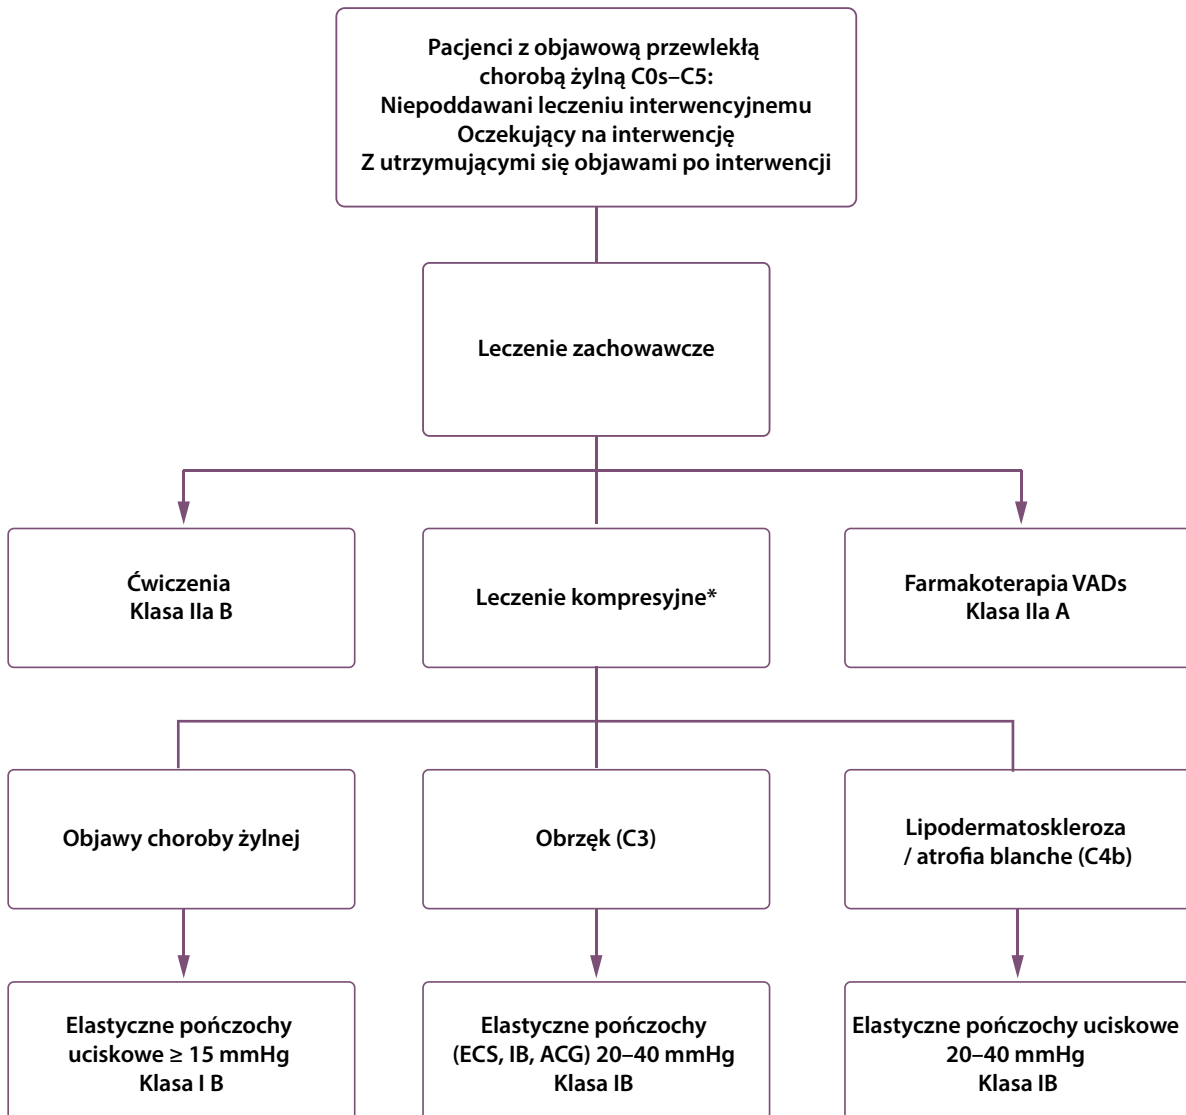 Pacjenci z objawową przewlekłą
chorobą żylną C0s–C5:
Niepoddawani leczeniu interwencyjnemu
Oczekujący na interwencję
Z utrzymującymi się objawami po interwencji
Leczenie zachowawcze
Ćwiczenia
Klasa IIa B
Leczenie kompresyjne*
Farmakoterapia VADs
Klasa IIa A
Objawy choroby żylnej
Obrzęk (C3)
Lipodermatoskleroza
/ atrofia blanche (C4b)
Elastyczne pończochy
uciskowe ≥ 15 mmHg
Klasa I B
Elastyczne pończochy
(ECS, IB, ACG) 20–40 mmHg
Klasa IB
Elastyczne pończochy uciskowe
20–40 mmHg
Klasa IB